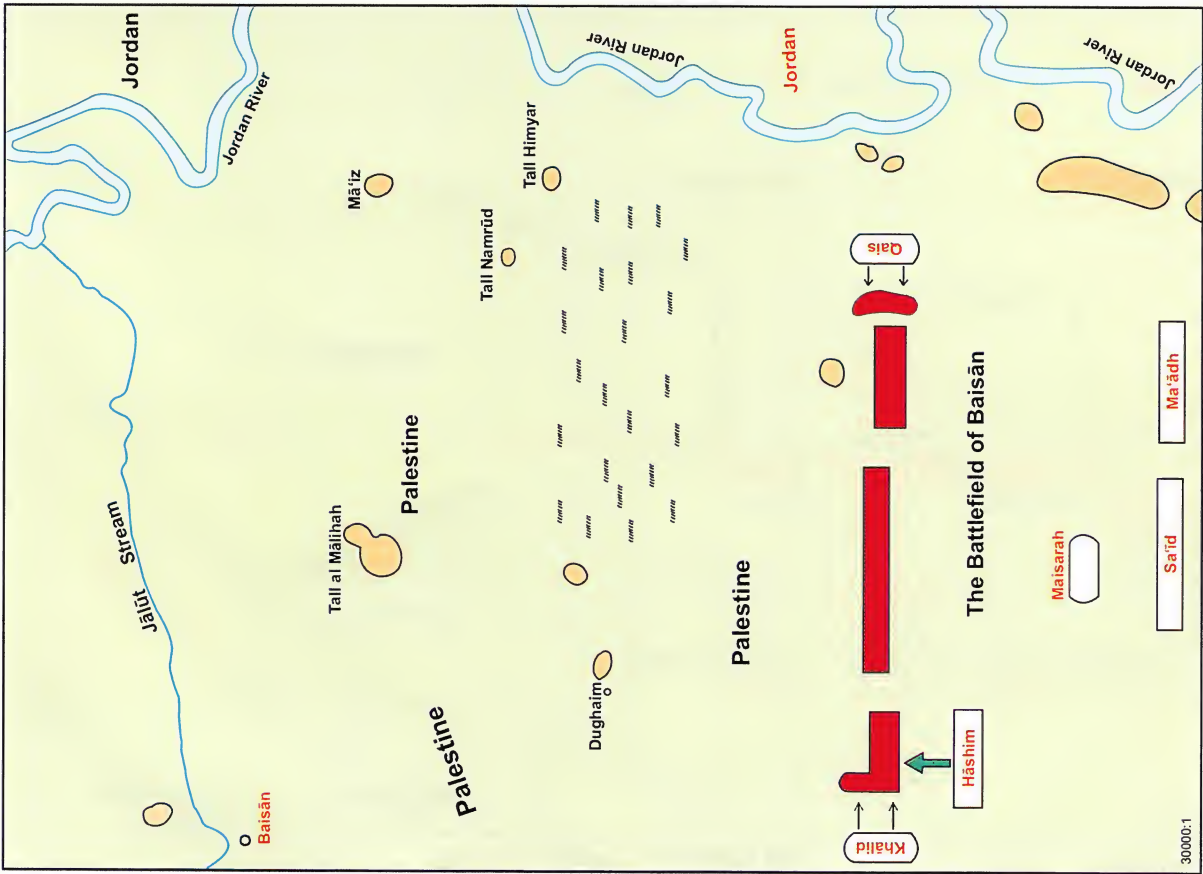 Jordan
Jordan River
Jordan River
Jordan
Jordan River
Mā‘iz
Tall Himyar
Tall Namrūd
Jālūt Stream
Tall al Mālihah
Palestine
Dughaim
Palestine
Palestine
Baisān
Qais
Khālid
Hāshim
The Battlefield of Baisān
Maisarah
Ma‘ādh
Sa‘īd
30000:1